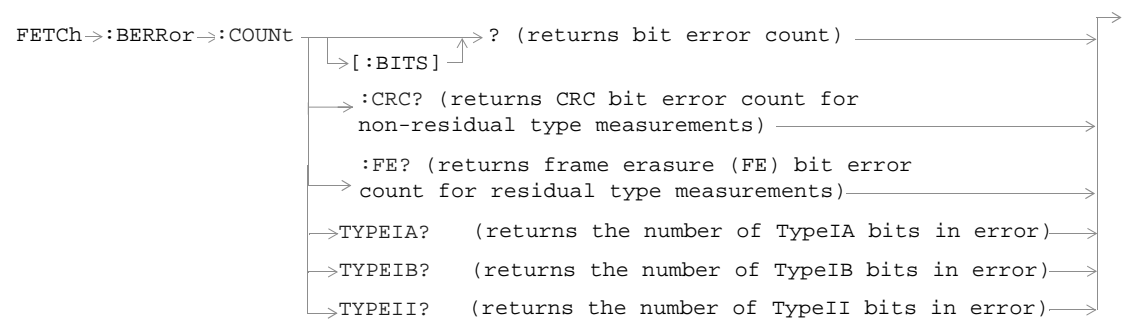 FETCh :BERRor :COUNt ? (returns bit error count)
[:BITS]
:CRC? (returns CRC bit error count for
non-residual type measurements)
:FE? (returns frame erasure (FE) bit error
count for residual type measurements)
TYPEIA? (returns the number of TypeIA bits in error)
TYPEIB? (returns the number of TypeIB bits in error)
TYPEII? (returns the number of TypeII bits in error)